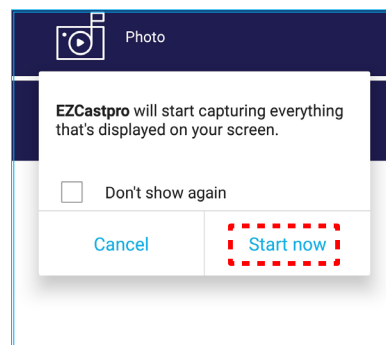 Photo
EZCastpro will start capturing everything
that's displayed on your screen.
Don't show again
Cancel
Start now